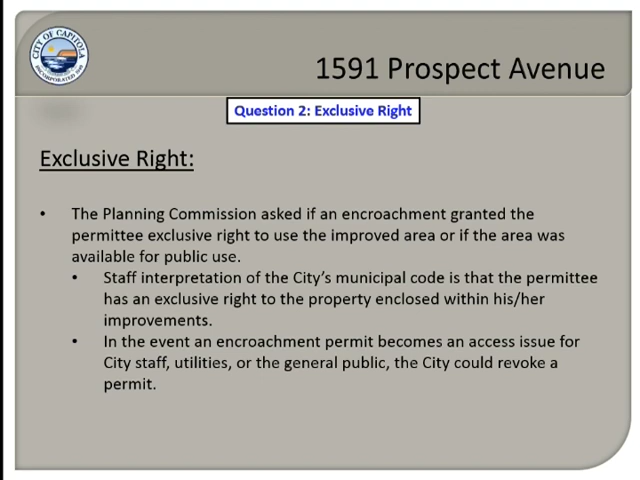 CITY OF CAPITOLA
INCORPORATED 1949
1591 Prospect Avenue
Question 2: Exclusive Right
Exclusive Right:
• The Planning Commission asked if an encroachment granted the
permittee exclusive right to use the improved area or if the area was
available for public use.
• Staff interpretation of the City's municipal code is that the permittee
has an exclusive right to the property enclosed within his/her
improvements.
• In the event an encroachment permit becomes an access issue for
City staff, utilities, or the general public, the City could revoke a
permit.